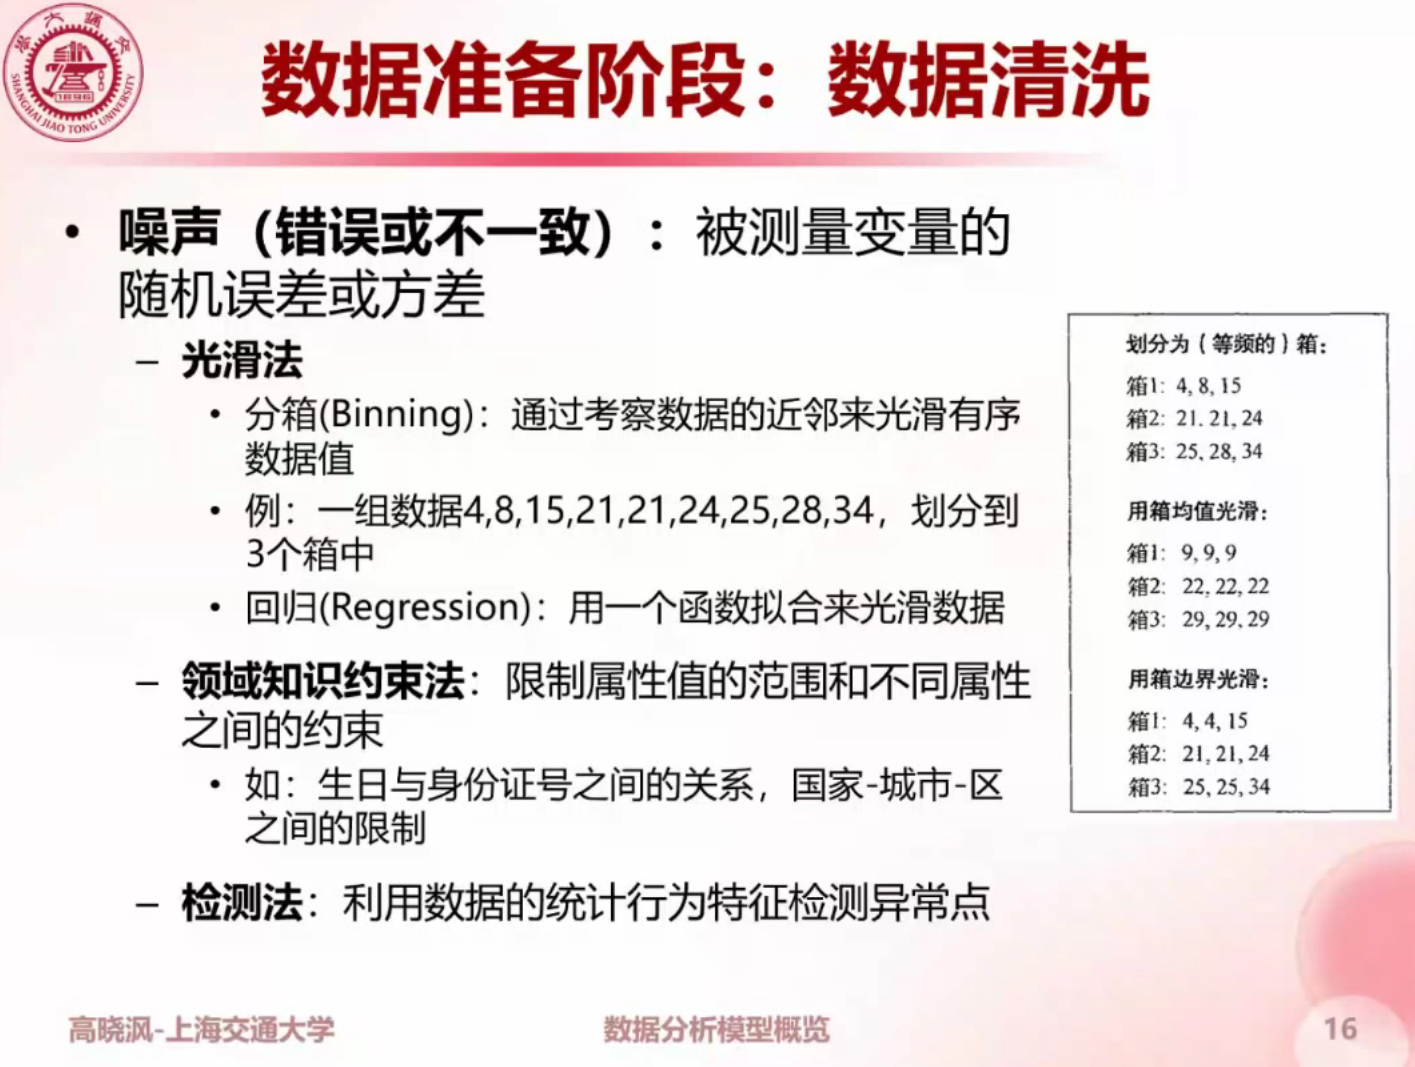 上海交通大学
SHANGHAI JIAO TONG UNIVERSITY
1896
数据准备阶段：数据清洗
• 噪声（错误或不一致）：被测量变量的
随机误差或方差
– 光滑法
• 分箱(Binning)：通过考察数据的近邻来光滑有序
数据值
• 例：一组数据4,8,15,21,21,24,25,28,34，划分到
3个箱中
• 回归(Regression)：用一个函数拟合来光滑数据
– 领域知识约束法：限制属性值的范围和不同属性
之间的约束
• 如：生日与身份证号之间的关系，国家-城市-区
之间的限制
– 检测法：利用数据的统计行为特征检测异常点
划分为（等频的）箱：
箱1: 4, 8, 15
箱2: 21, 21, 24
箱3: 25, 28, 34
用箱均值光滑：
箱1: 9, 9, 9
箱2: 22, 22, 22
箱3: 29, 29, 29
用箱边界光滑：
箱1: 4, 4, 15
箱2: 21, 21, 24
箱3: 25, 25, 34
高晓沨-上海交通大学
数据分析模型概览
16